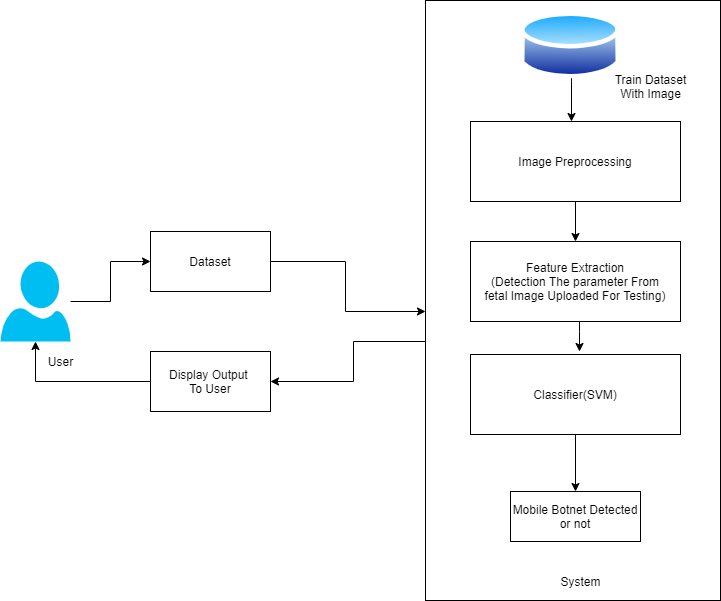 Train Dataset
With Image
Image Preprocessing
Feature Extraction
(Detection The parameter From
fetal Image Uploaded For Testing)
Dataset
User
Display Output
To User
Classifier(SVM)
Mobile Botnet Detected
or not
System